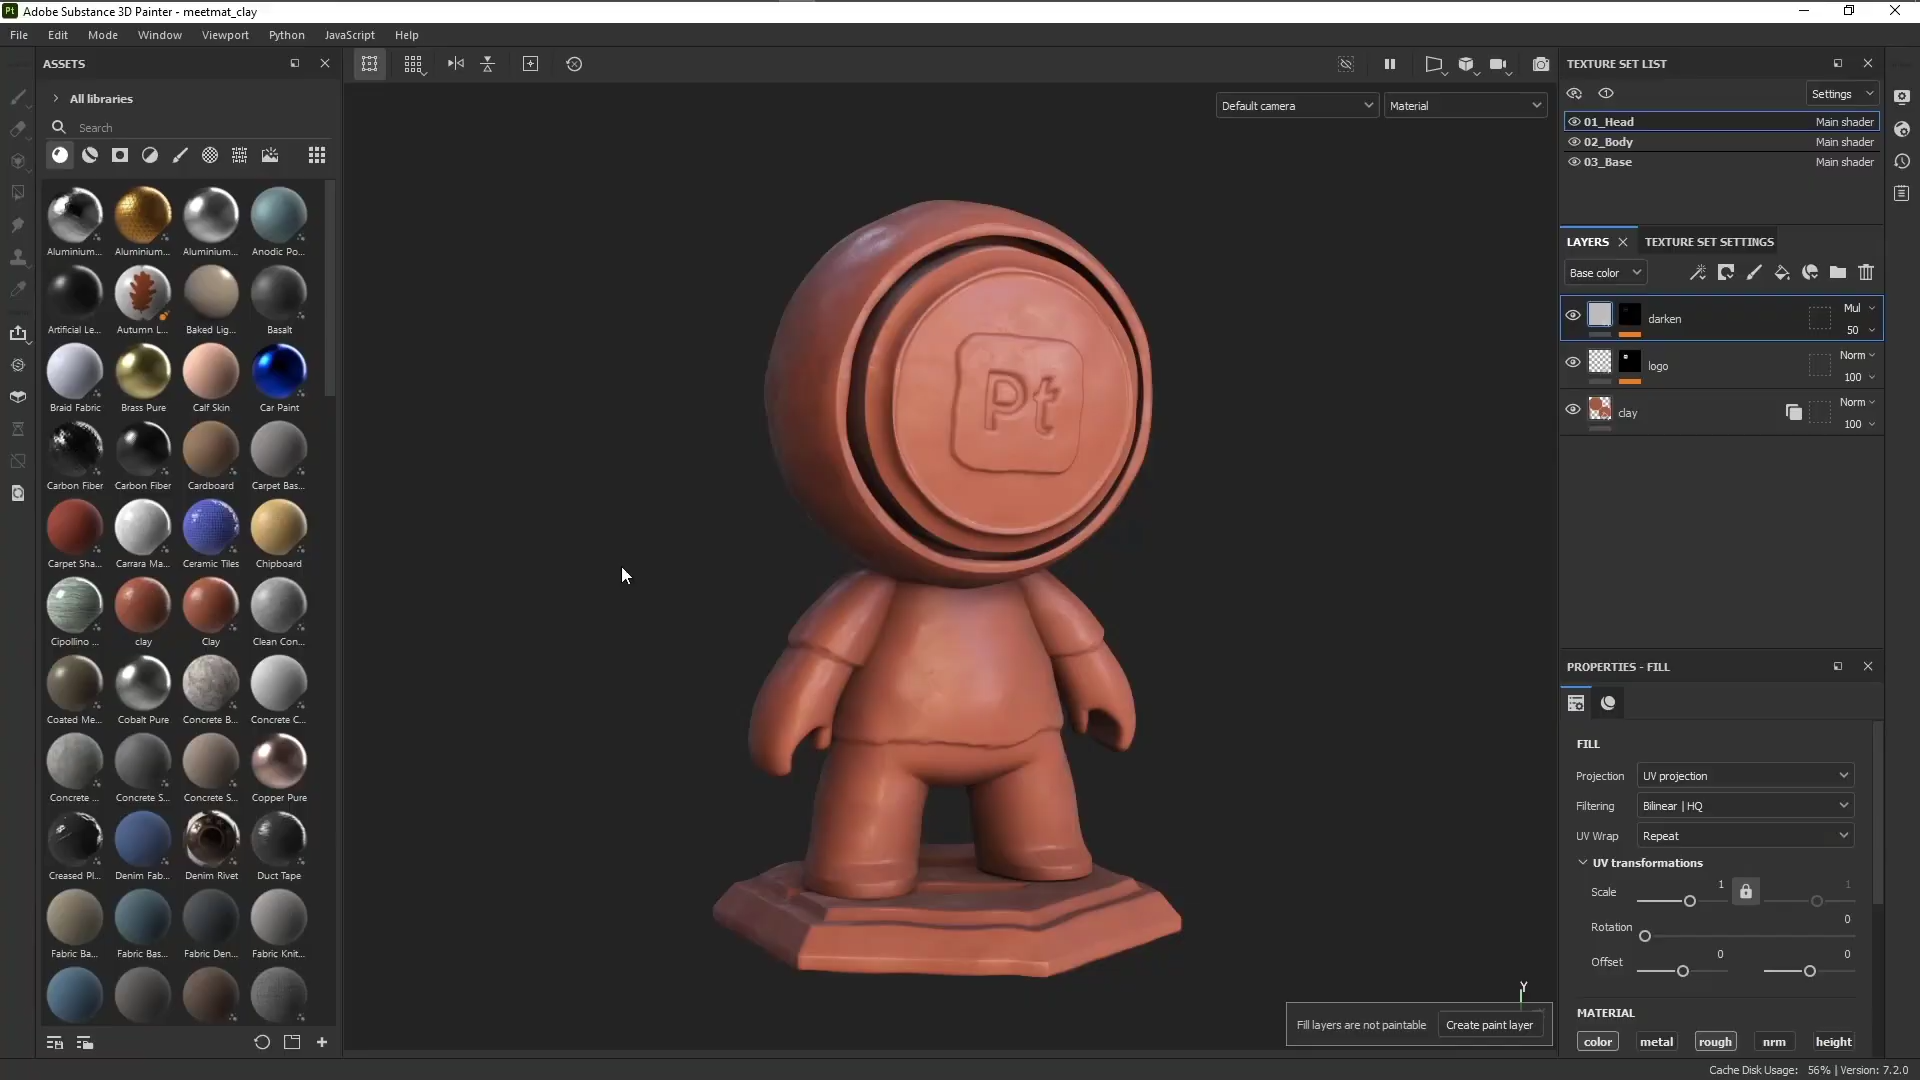 Pt Adobe Substance 3D Painter - meetmat_clay
File Edit Mode Window Viewport Python JavaScript Help
ASSETS
All libraries
Search
Aluminium... Aluminium... Aluminium... Anodic Po...
Artificial Le... Autumn L... Baked Lig... Basalt
Braid Fabric Brass Pure Calf Skin Car Paint
Carbon Fiber Carbon Fiber Cardboard Carpet Bas...
Carpet Sha... Carrara Ma... Ceramic Tiles Chipboard
Cipollino ... clay Clay Clean Con...
Coated Me... Cobalt Pure Concrete B... Concrete C...
Concrete ... Concrete S... Concrete S... Copper Pure
Creased Pl... Denim Fab... Denim Rivet Duct Tape
Fabric Ba... Fabric Bas... Fabric Den... Fabric Knit...
Default camera Material
Pt
Y
Fill layers are not paintable Create paint layer
TEXTURE SET LIST
Settings
01_Head Main shader
02_Body Main shader
03_Base Main shader
LAYERS TEXTURE SET SETTINGS
Base color
darken Mul 50
logo Norm 100
clay Norm 100
PROPERTIES - FILL
FILL
Projection UV projection
Filtering Bilinear | HQ
UV Wrap Repeat
UV transformations
Scale 1 1
Rotation 0
Offset 0 0
MATERIAL
color metal rough nrm height
Cache Disk Usage: 56% | Version: 7.2.0